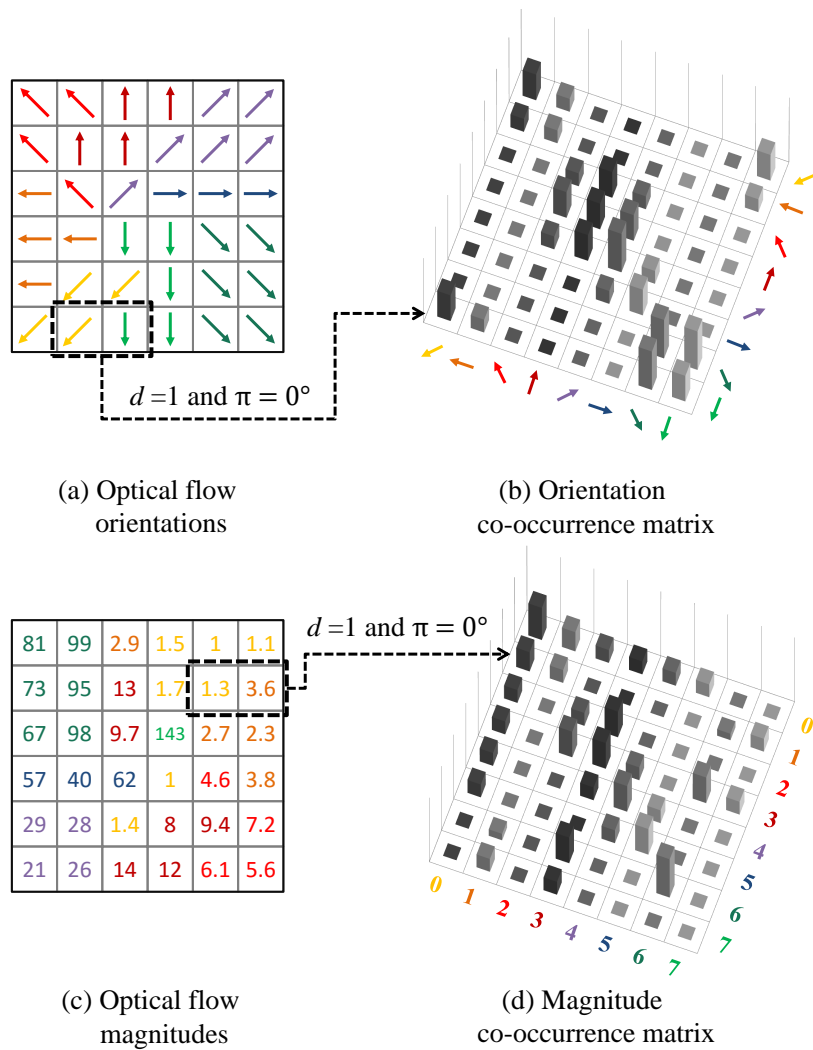 d =1 and π = 0°
(a) Optical flow
orientations
(b) Orientation
co-occurrence matrix
81 99 2.9 1.5 1 1.1
73 95 13 1.7 1.3 3.6
67 98 9.7 143 2.7 2.3
57 40 62 1 4.6 3.8
29 28 1.4 8 9.4 7.2
21 26 14 12 6.1 5.6
d =1 and π = 0°
0 1 2 3 4 5 6 7
0
1
2
3
4
5
6
7
(c) Optical flow
magnitudes
(d) Magnitude
co-occurrence matrix